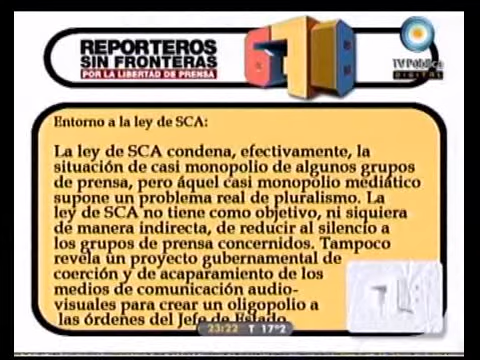 REPORTEROS
SIN FRONTERAS
POR LA LIBERTAD DE PRENSA
678
TV Pública
DIGITAL
Entorno a la ley de SCA:
La ley de SCA condena, efectivamente, la
situación de casi monopolio de algunos grupos
de prensa, pero áquel casi monopolio mediático
supone un problema real de pluralismo. La
ley de SCA no tiene como objetivo, ni siquiera
de manera indirecta, de reducir al silencio a
los grupos de prensa concernidos. Tampoco
revela un proyecto gubernamental de
coerción y de acaparamiento de los
medios de comunicación audio-
visuales para crear un oligopolio a
las órdenes del Jefe de Estado.
23:22 T 17°2